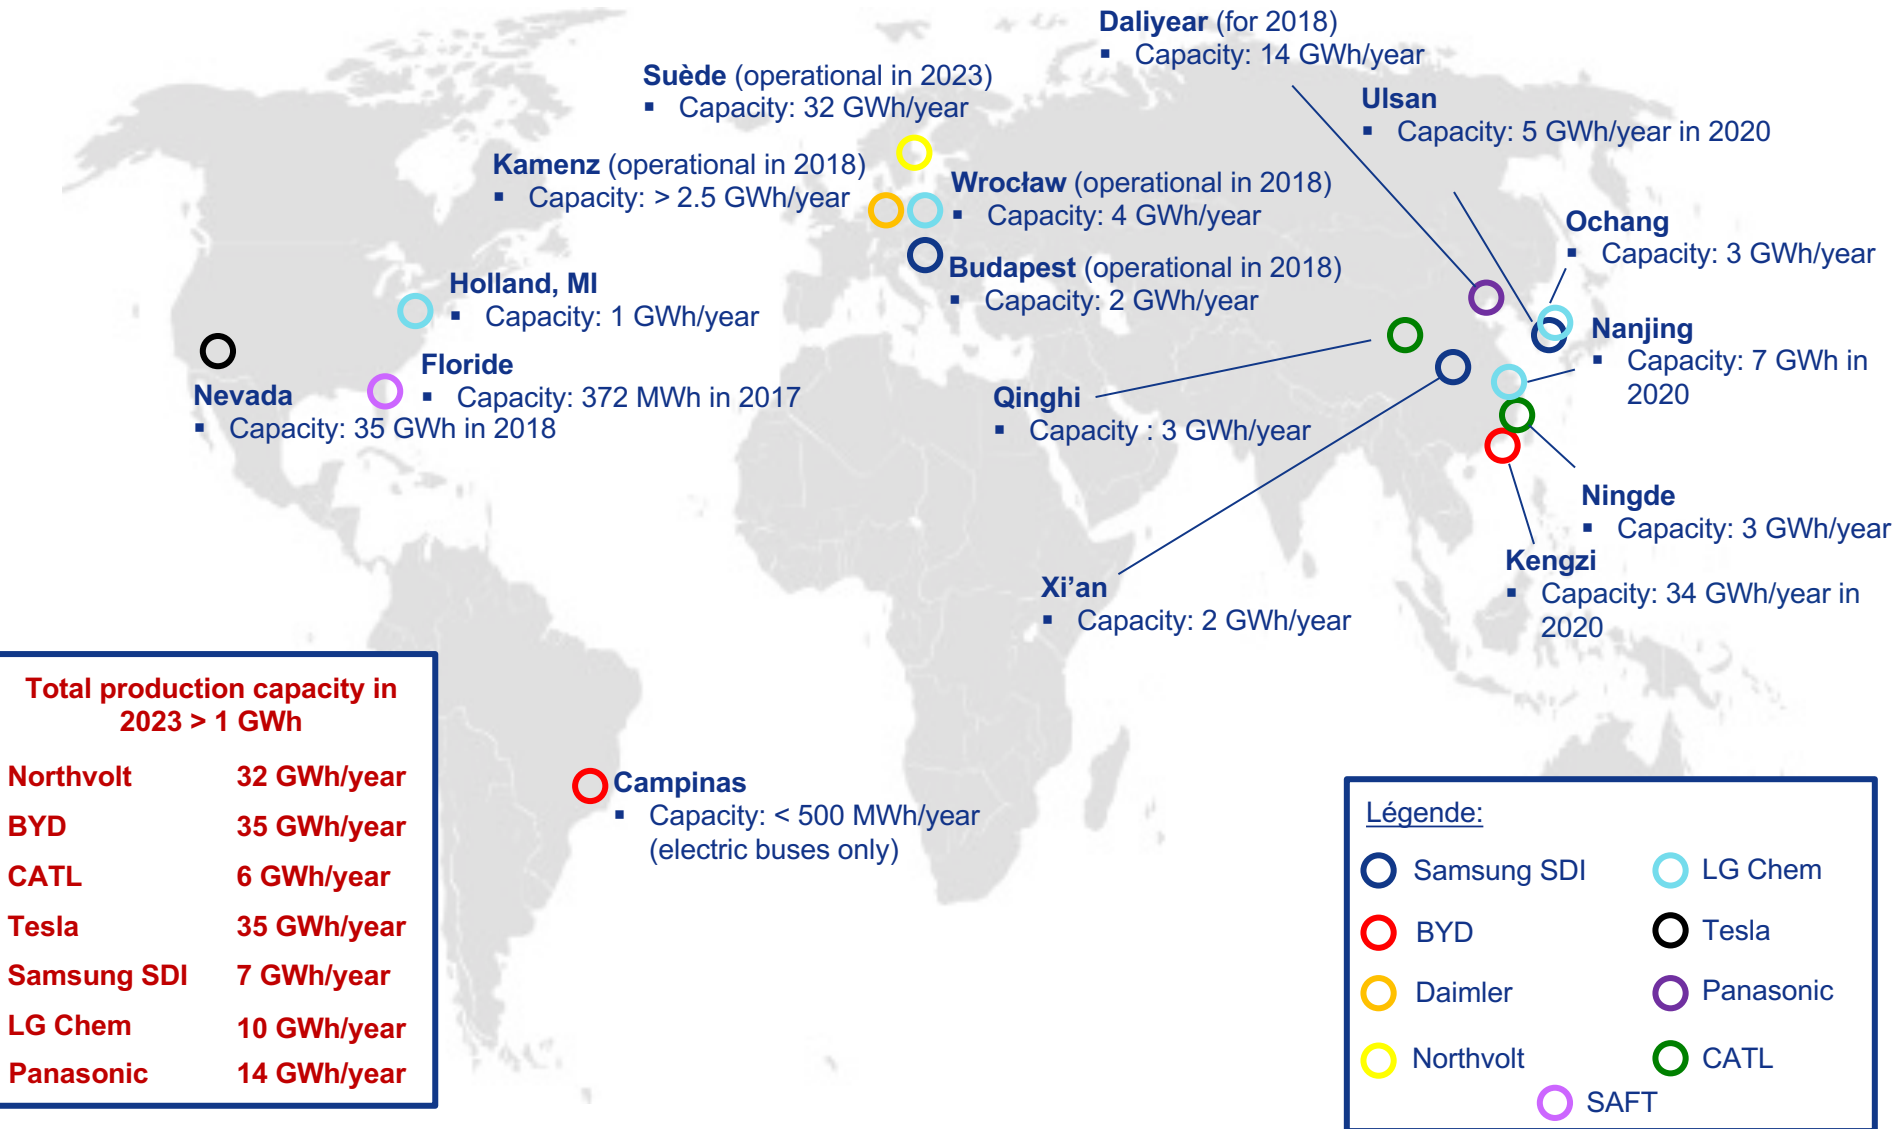 Daliyear (for 2018)
▪ Capacity: 14 GWh/year
Suède (operational in 2023)
▪ Capacity: 32 GWh/year
Ulsan
▪ Capacity: 5 GWh/year in 2020
Kamenz (operational in 2018)
▪ Capacity: > 2.5 GWh/year
Wrocław (operational in 2018)
▪ Capacity: 4 GWh/year
Ochang
▪ Capacity: 3 GWh/year
Budapest (operational in 2018)
▪ Capacity: 2 GWh/year
Holland, MI
▪ Capacity: 1 GWh/year
Nanjing
▪ Capacity: 7 GWh in
2020
Floride
▪ Capacity: 372 MWh in 2017
Nevada
▪ Capacity: 35 GWh in 2018
Qinghi
▪ Capacity : 3 GWh/year
Ningde
▪ Capacity: 3 GWh/year
Kengzi
▪ Capacity: 34 GWh/year in
2020
Xi’an
▪ Capacity: 2 GWh/year
Campinas
▪ Capacity: < 500 MWh/year
(electric buses only)
Total production capacity in
2023 > 1 GWh
Northvolt 32 GWh/year
BYD 35 GWh/year
CATL 6 GWh/year
Tesla 35 GWh/year
Samsung SDI 7 GWh/year
LG Chem 10 GWh/year
Panasonic 14 GWh/year
Légende:
Samsung SDI LG Chem
BYD Tesla
Daimler Panasonic
Northvolt CATL
SAFT